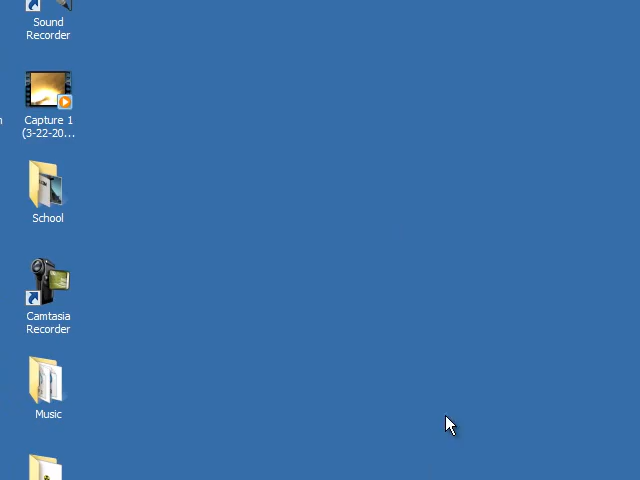 Sound
Recorder
Capture 1
(3-22-20...
School
Camtasia
Recorder
Music